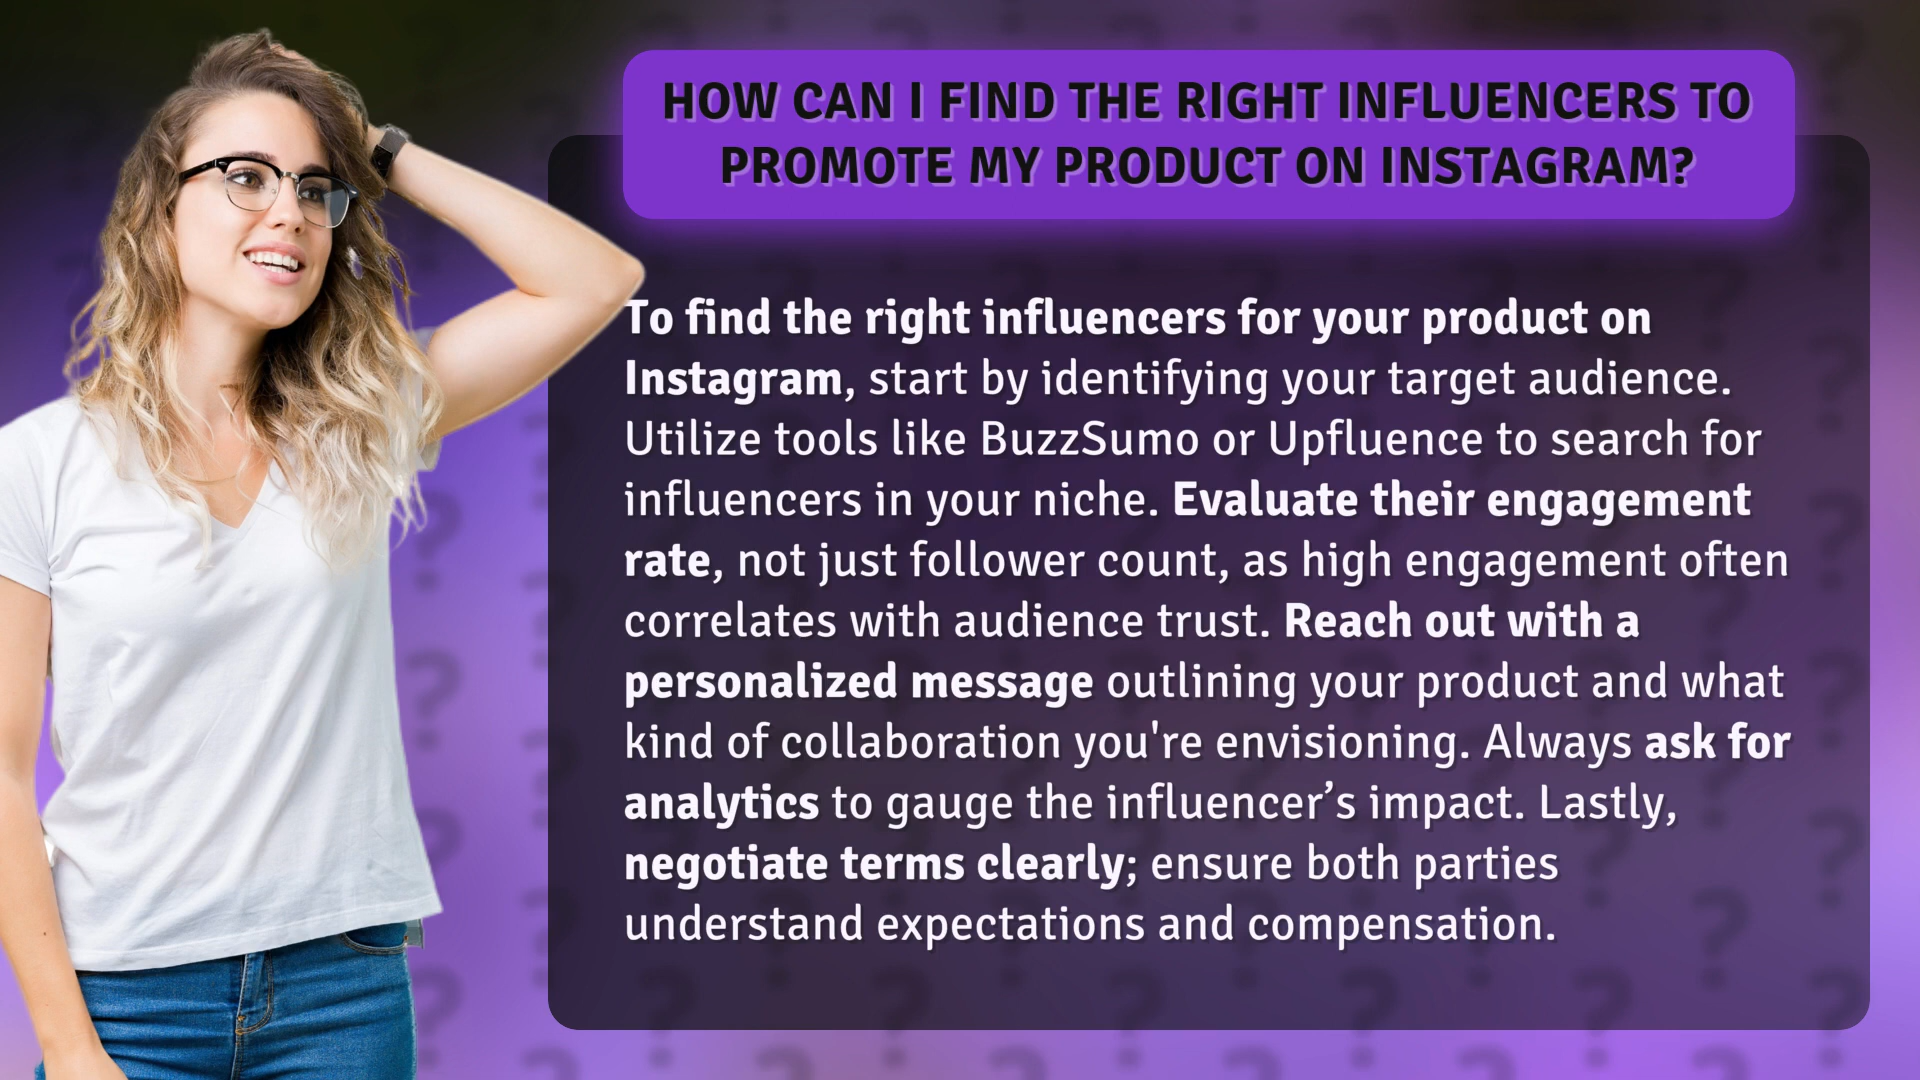 HOW CAN I FIND THE RIGHT INFLUENCERS TO
PROMOTE MY PRODUCT ON INSTAGRAM?
To find the right influencers for your product on
Instagram, start by identifying your target audience.
Utilize tools like BuzzSumo or Upfluence to search for
influencers in your niche. Evaluate their engagement
rate, not just follower count, as high engagement often
correlates with audience trust. Reach out with a
personalized message outlining your product and what
kind of collaboration you're envisioning. Always ask for
analytics to gauge the influencer’s impact. Lastly,
negotiate terms clearly; ensure both parties
understand expectations and compensation.